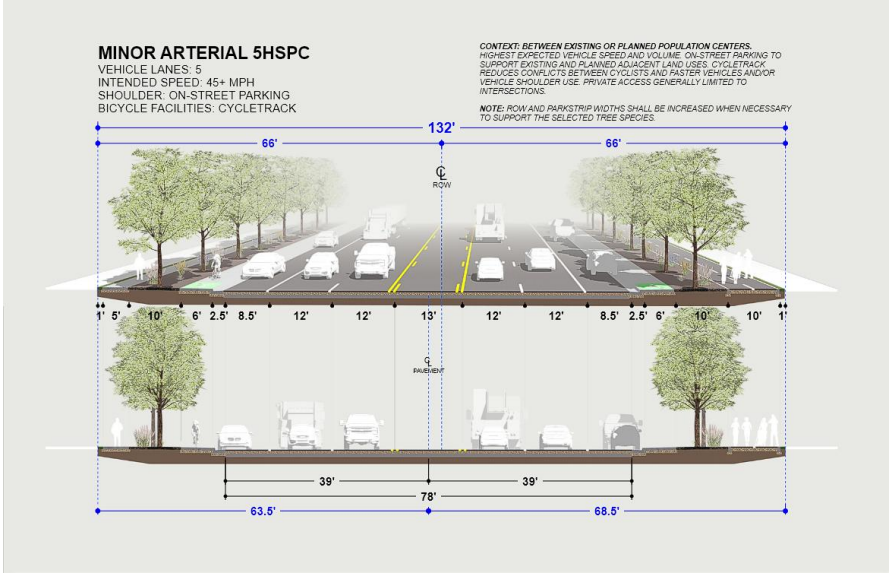 MINOR ARTERIAL 5HSPC
VEHICLE LANES: 5
INTENDED SPEED: 45+ MPH
SHOULDER: ON-STREET PARKING
BICYCLE FACILITIES: CYCLETRACK
CONTEXT: BETWEEN EXISTING OR PLANNED POPULATION CENTERS.
HIGHEST EXPECTED VEHICLE SPEED AND VOLUME. ON-STREET PARKING TO
SUPPORT EXISTING AND PLANNED ADJACENT LAND USES. CYCLETRACK
REDUCES CONFLICTS BETWEEN CYCLISTS AND FASTER VEHICLES AND/OR
VEHICLE SHOULDER USE. PRIVATE ACCESS GENERALLY LIMITED TO
INTERSECTIONS.
NOTE: ROW AND PARKSTRIP WIDTHS SHALL BE INCREASED WHEN NECESSARY
TO SUPPORT THE SELECTED TREE SPECIES.
132'
66' 66'
℄
ROW
1' 5' 10' 6' 2.5' 8.5' 12' 12' 13' 12' 12' 8.5' 2.5' 6' 10' 10' 1'
℄
PAVEMENT
39' 39'
78'
63.5' 68.5'